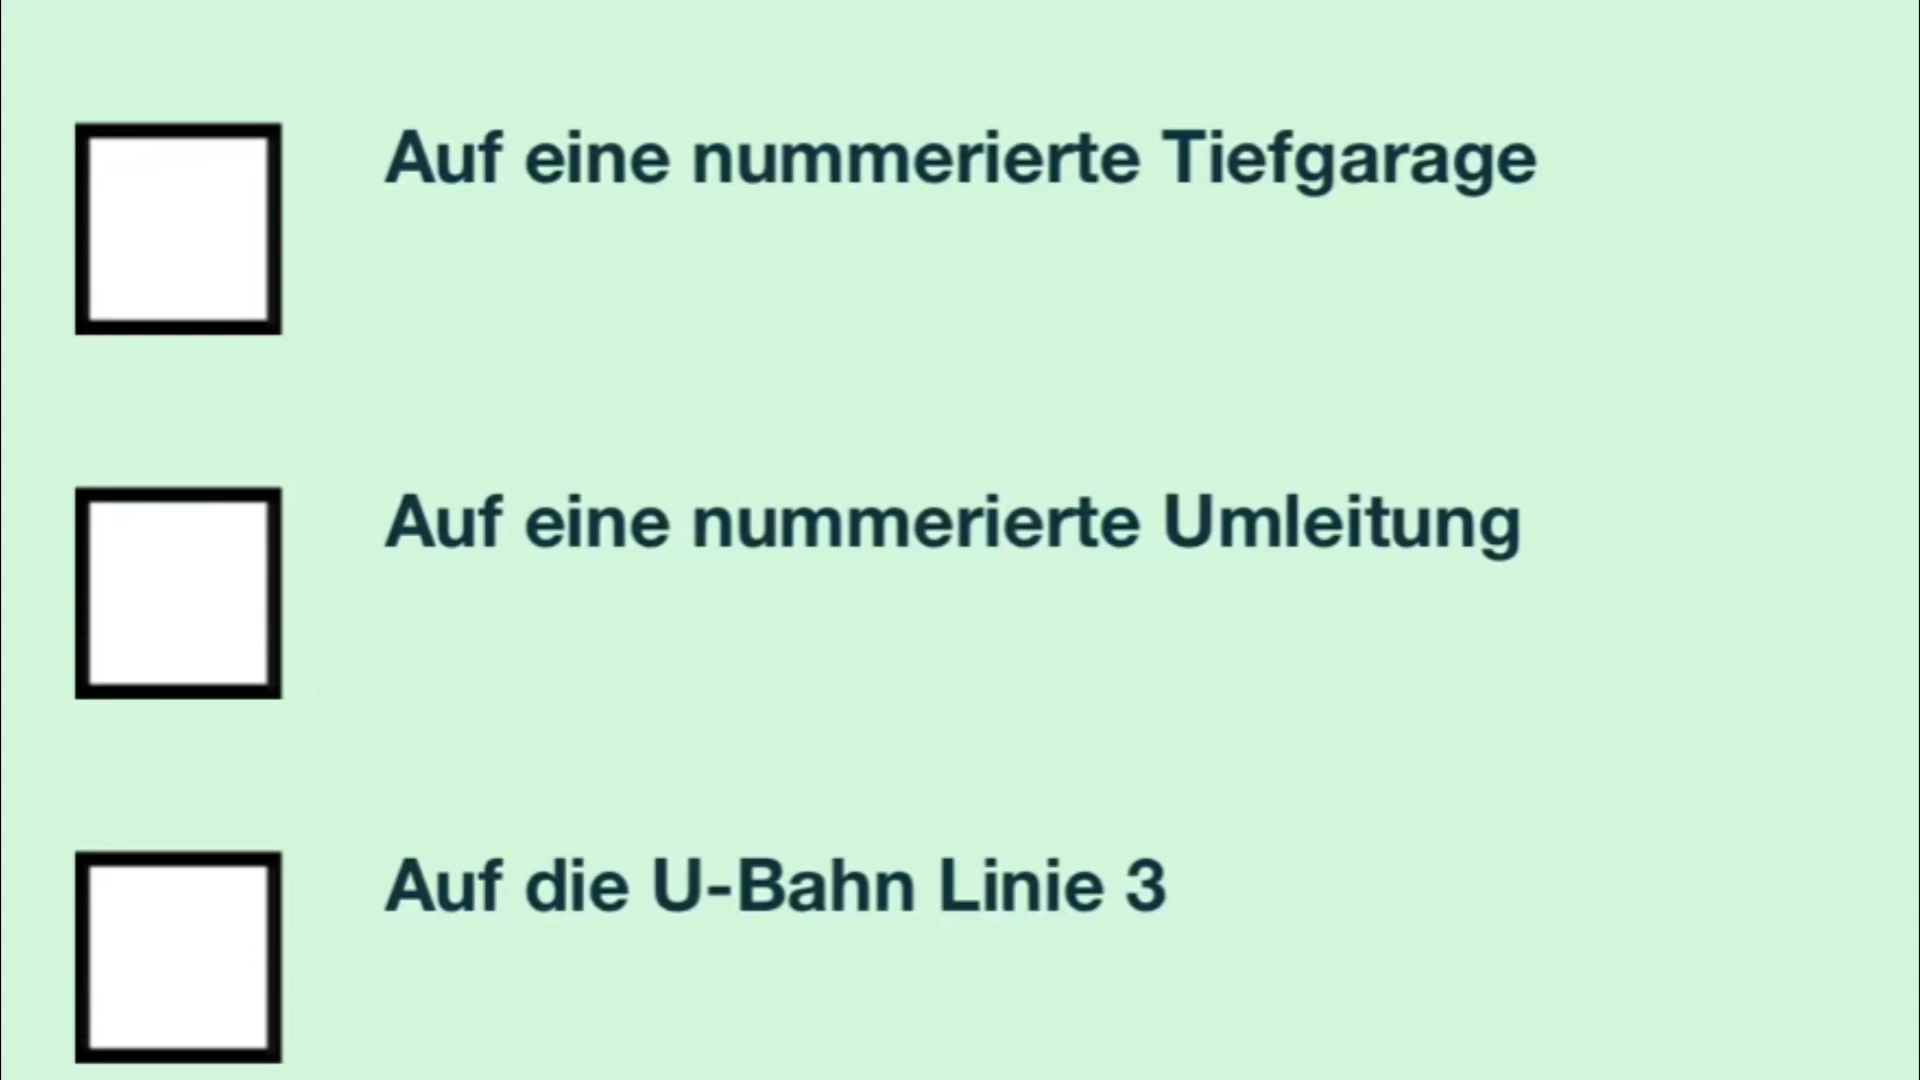 Auf eine nummerierte Tiefgarage
Auf eine nummerierte Umleitung
Auf die U-Bahn Linie 3